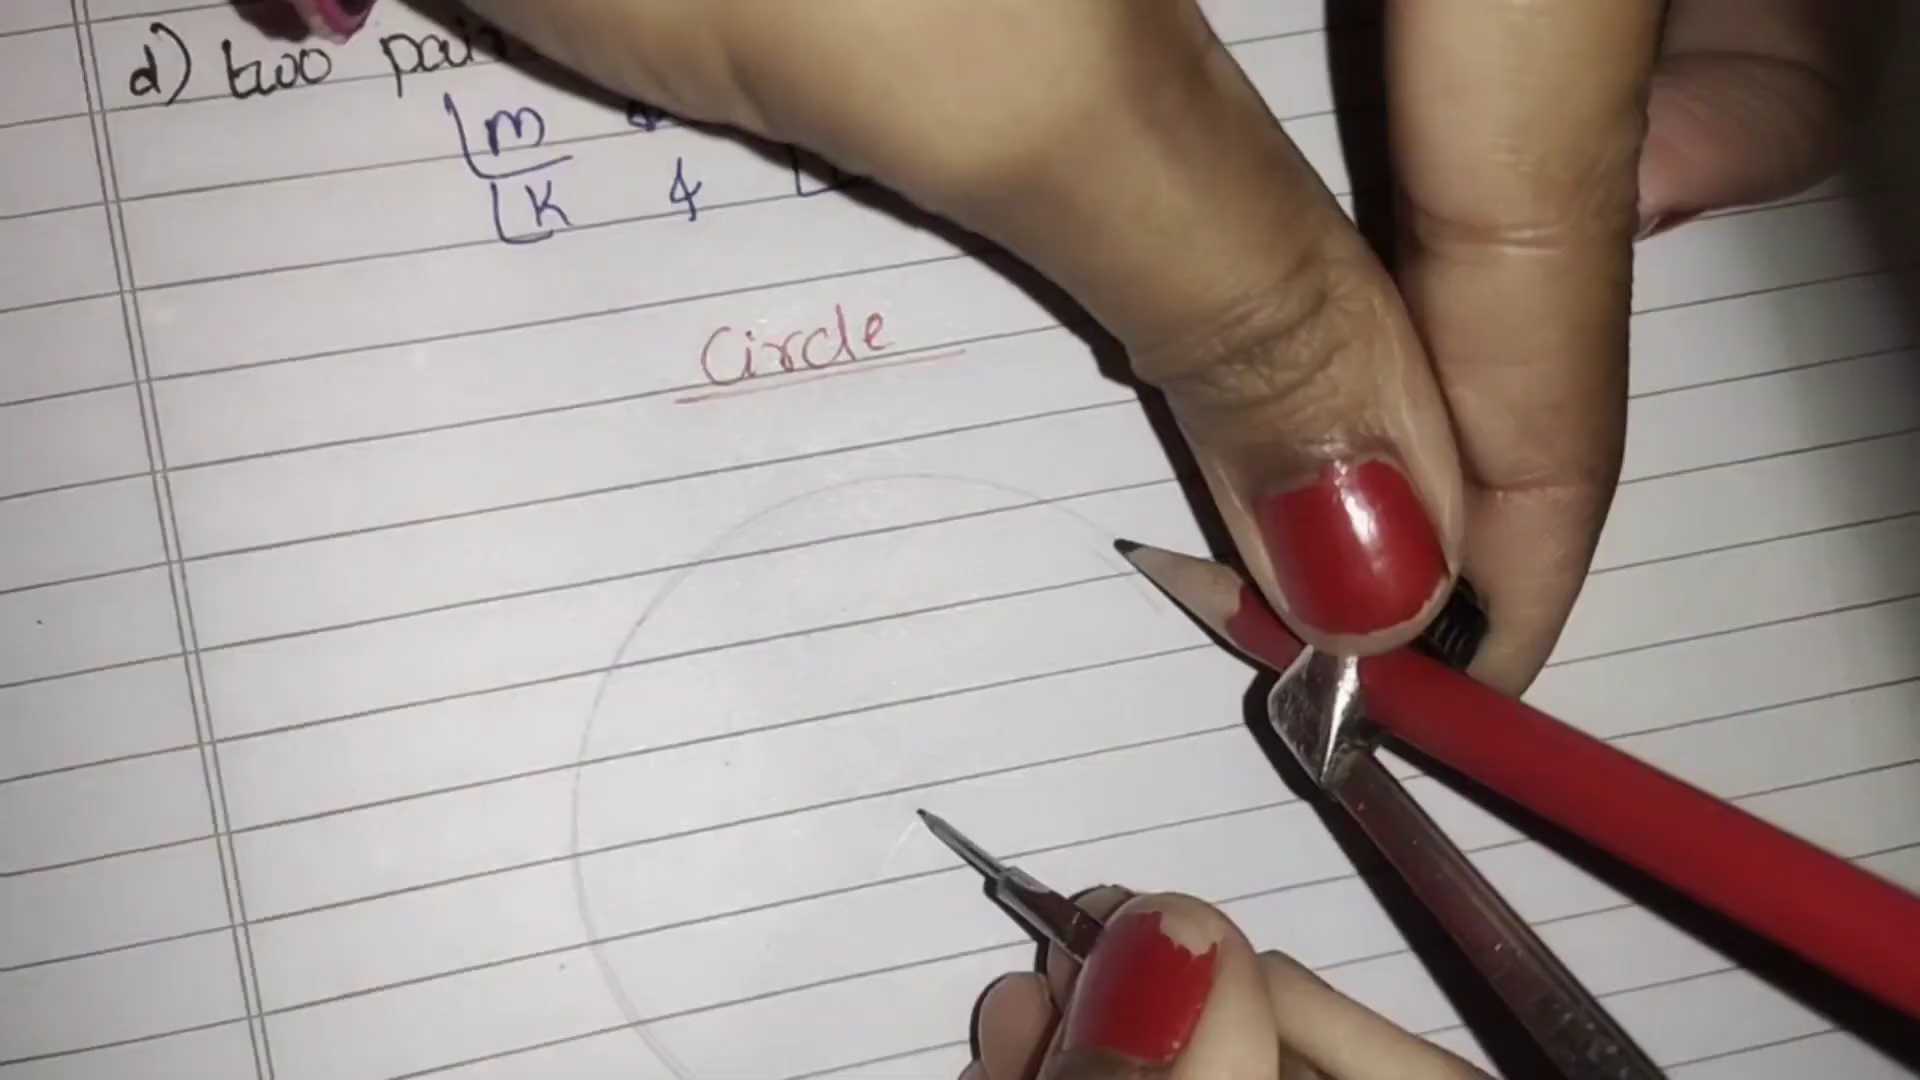 d) two
∠m &
∠K &
Circle